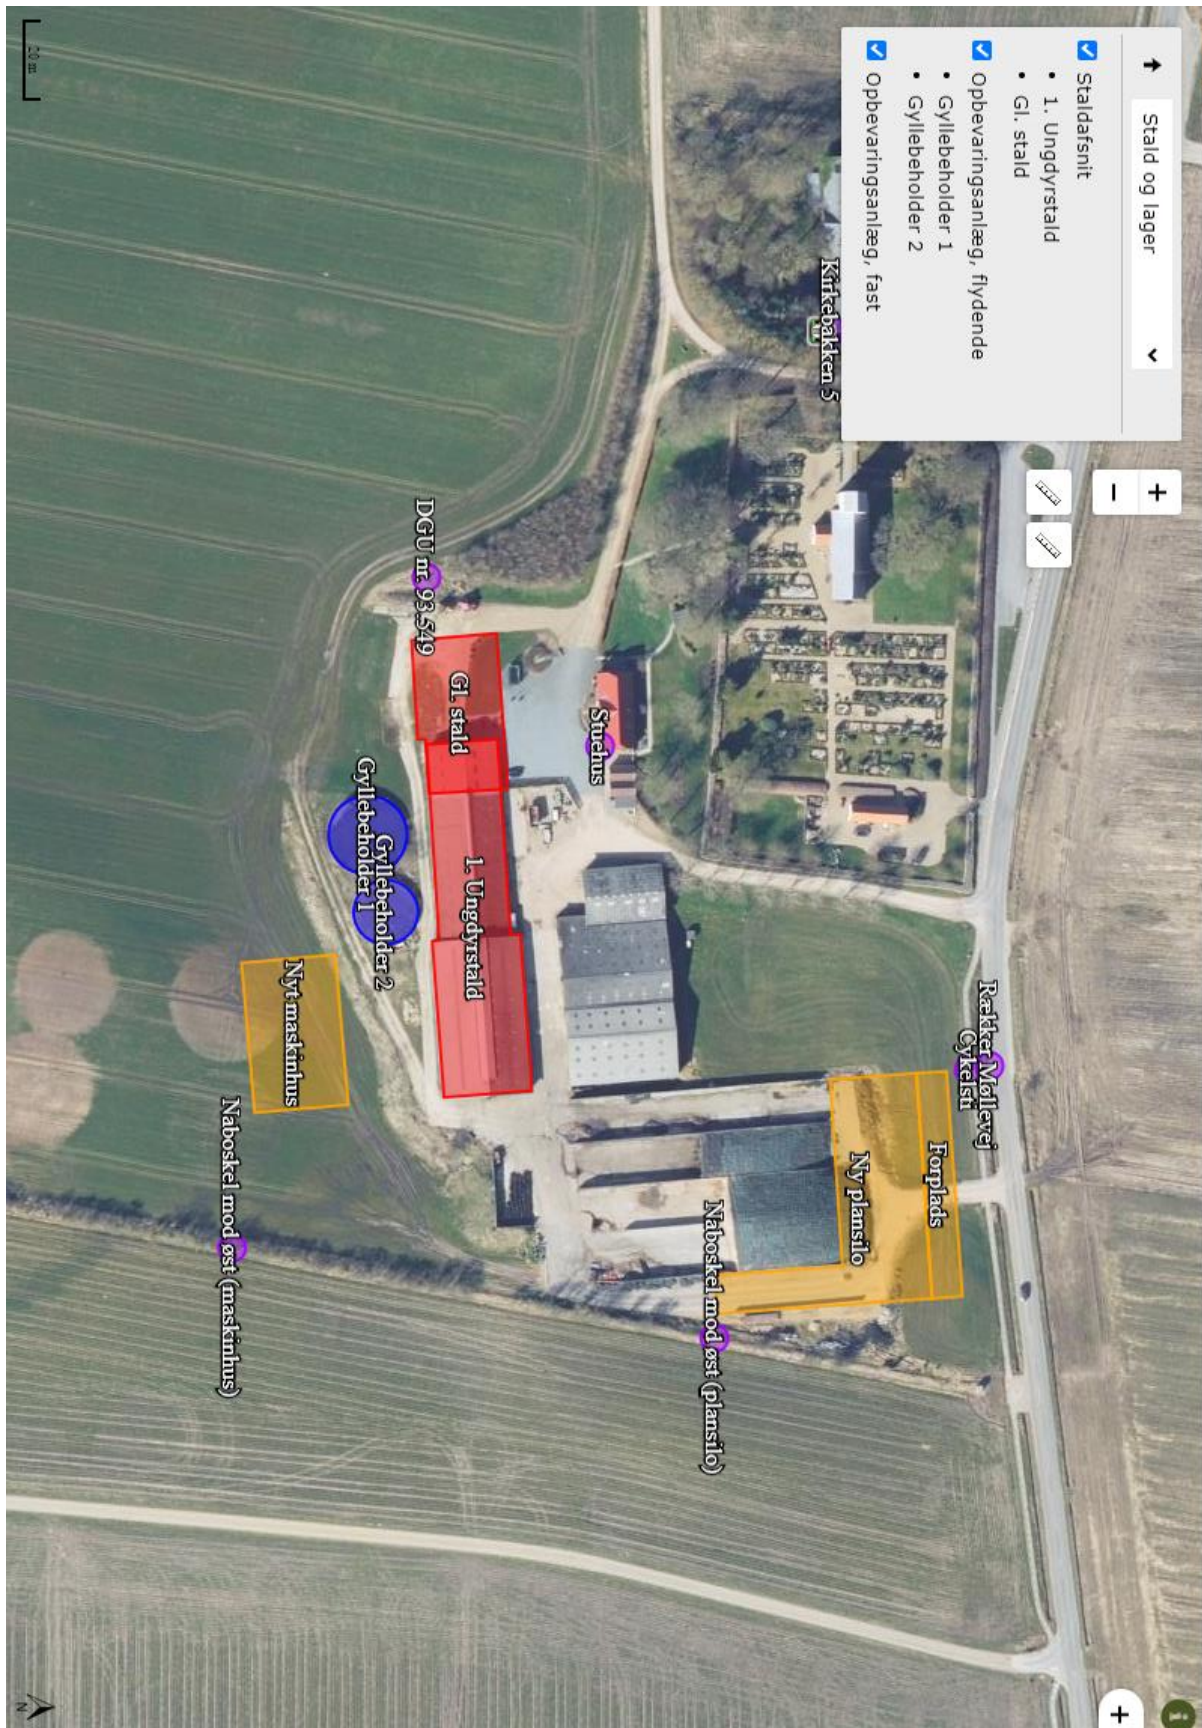 Stald og lager
Staldafsnit
• 1. Ungdyrstald
• Gl. stald
Opbevaringsanlæg, flydende
• Gyllebeholder 1
• Gyllebeholder 2
Opbevaringsanlæg, fast
+
−
+
i
Kirkebakken 5
Rækker Møllevej
Cykelsti
Forplads
Ny plansilo
Naboskel mod øst (plansilo)
Stuehus
DGU nr. 93.549
Gl. stald
1. Ungdyrstald
Gyllebeholder 2
Gyllebeholder 1
Nyt maskinhus
Naboskel mod øst (maskinhus)
20 m
N